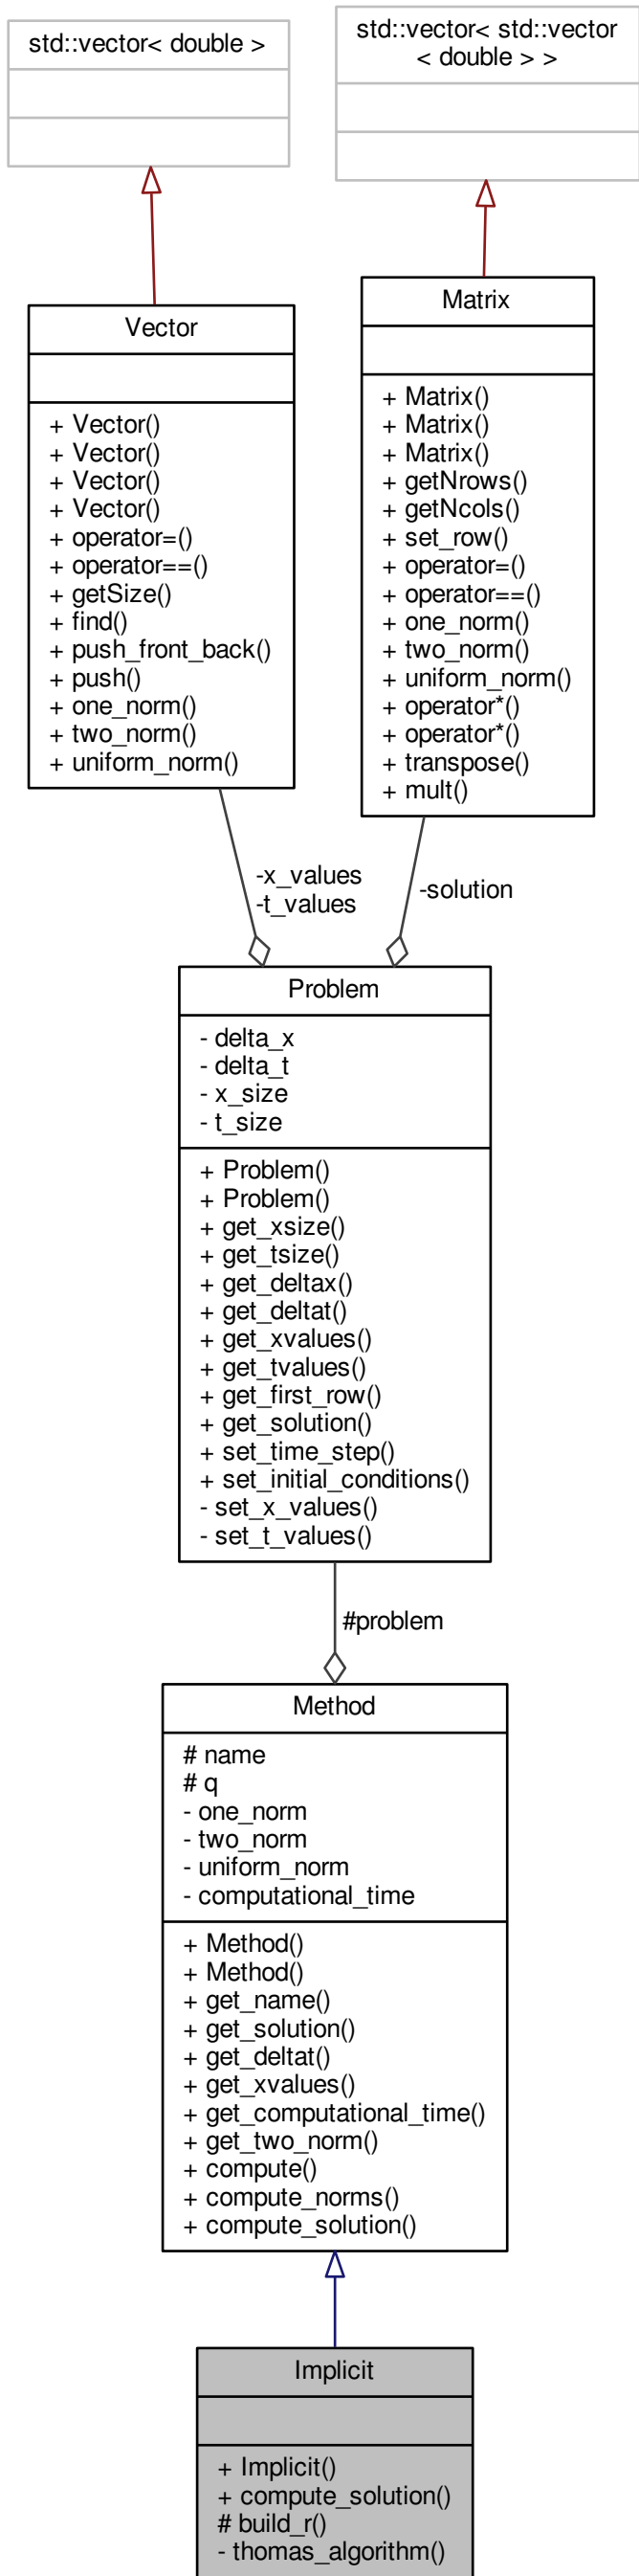 std::vector< double >
std::vector< std::vector
< double > >
Vector
+ Vector()
+ Vector()
+ Vector()
+ Vector()
+ operator=()
+ operator==()
+ getSize()
+ find()
+ push_front_back()
+ push()
+ one_norm()
+ two_norm()
+ uniform_norm()
Matrix
+ Matrix()
+ Matrix()
+ Matrix()
+ getNrows()
+ getNcols()
+ set_row()
+ operator=()
+ operator==()
+ one_norm()
+ two_norm()
+ uniform_norm()
+ operator*()
+ operator*()
+ transpose()
+ mult()
-x_values
-t_values
-solution
Problem
- delta_x
- delta_t
- x_size
- t_size
+ Problem()
+ Problem()
+ get_xsize()
+ get_tsize()
+ get_deltax()
+ get_deltat()
+ get_xvalues()
+ get_tvalues()
+ get_first_row()
+ get_solution()
+ set_time_step()
+ set_initial_conditions()
- set_x_values()
- set_t_values()
#problem
Method
# name
# q
- one_norm
- two_norm
- uniform_norm
- computational_time
+ Method()
+ Method()
+ get_name()
+ get_solution()
+ get_deltat()
+ get_xvalues()
+ get_computational_time()
+ get_two_norm()
+ compute()
+ compute_norms()
+ compute_solution()
Implicit
+ Implicit()
+ compute_solution()
# build_r()
- thomas_algorithm()